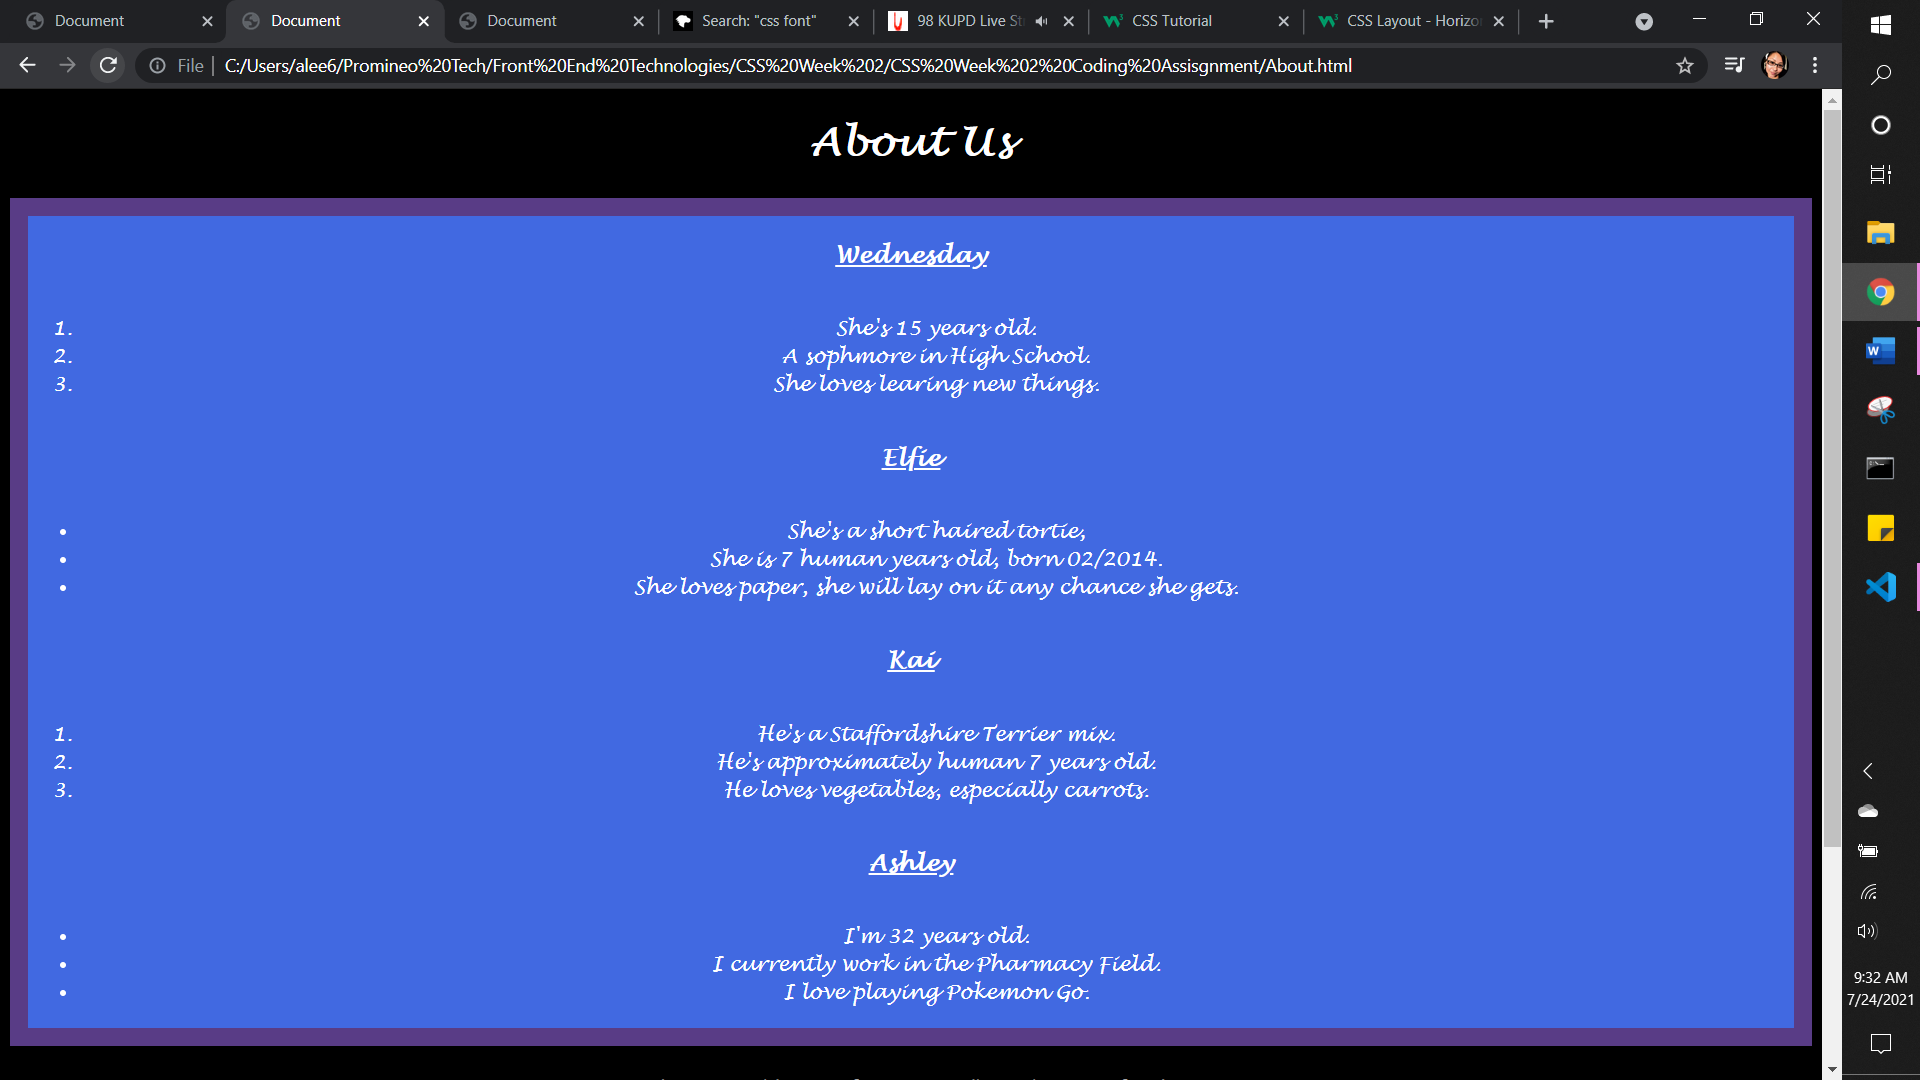 Document
Document
Document
Search: "css font"
98 KUPD Live St
CSS Tutorial
CSS Layout - Horizo
File
C:/Users/alee6/Promineo%20Tech/Front%20End%20Technologies/CSS%20Week%202/CSS%20Week%202%20Coding%20Assisgnment/About.html
About Us
Wednesday
1. She's 15 years old.
2. A sophmore in High School.
3. She loves learing new things.
Elfie
• She's a short haired tortie,
• She is 7 human years old, born 02/2014.
• She loves paper, she will lay on it any chance she gets.
Kai
1. He's a Staffordshire Terrier mix.
2. He's approximately human 7 years old.
3. He loves vegetables, especially carrots.
Ashley
• I'm 32 years old.
• I currently work in the Pharmacy Field.
• I love playing Pokemon Go.
9:32 AM
7/24/2021